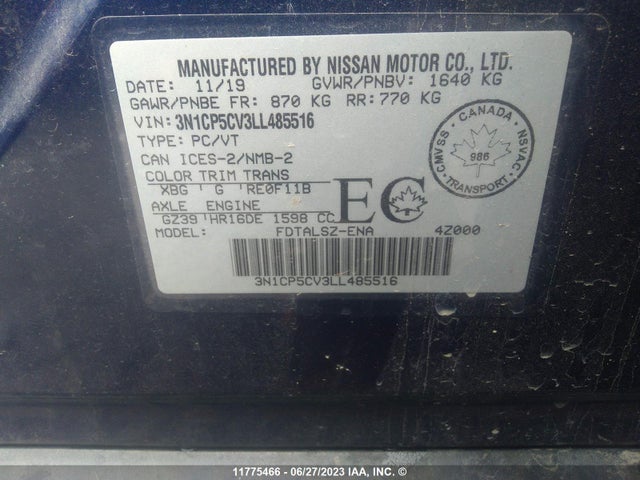 MANUFACTURED BY NISSAN MOTOR CO., LTD.
DATE: 11/19 GVWR/PNBV: 1640 KG
GAWR/PNBE FR: 870 KG RR: 770 KG
VIN: 3N1CP5CV3LL485516
TYPE: PC/VT
CAN ICES-2/NMB-2
COLOR TRIM TRANS
XBG ' G ' RE0F11B
AXLE ENGINE
GZ39 ' HR16DE 1598 CC
EC
MODEL: FDTALSZ-ENA 4Z000
3N1CP5CV3LL485516
CANADA
CMVSS 986 NSVAC
TRANSPORT
11775466 - 06/27/2023 IAA, INC. ©